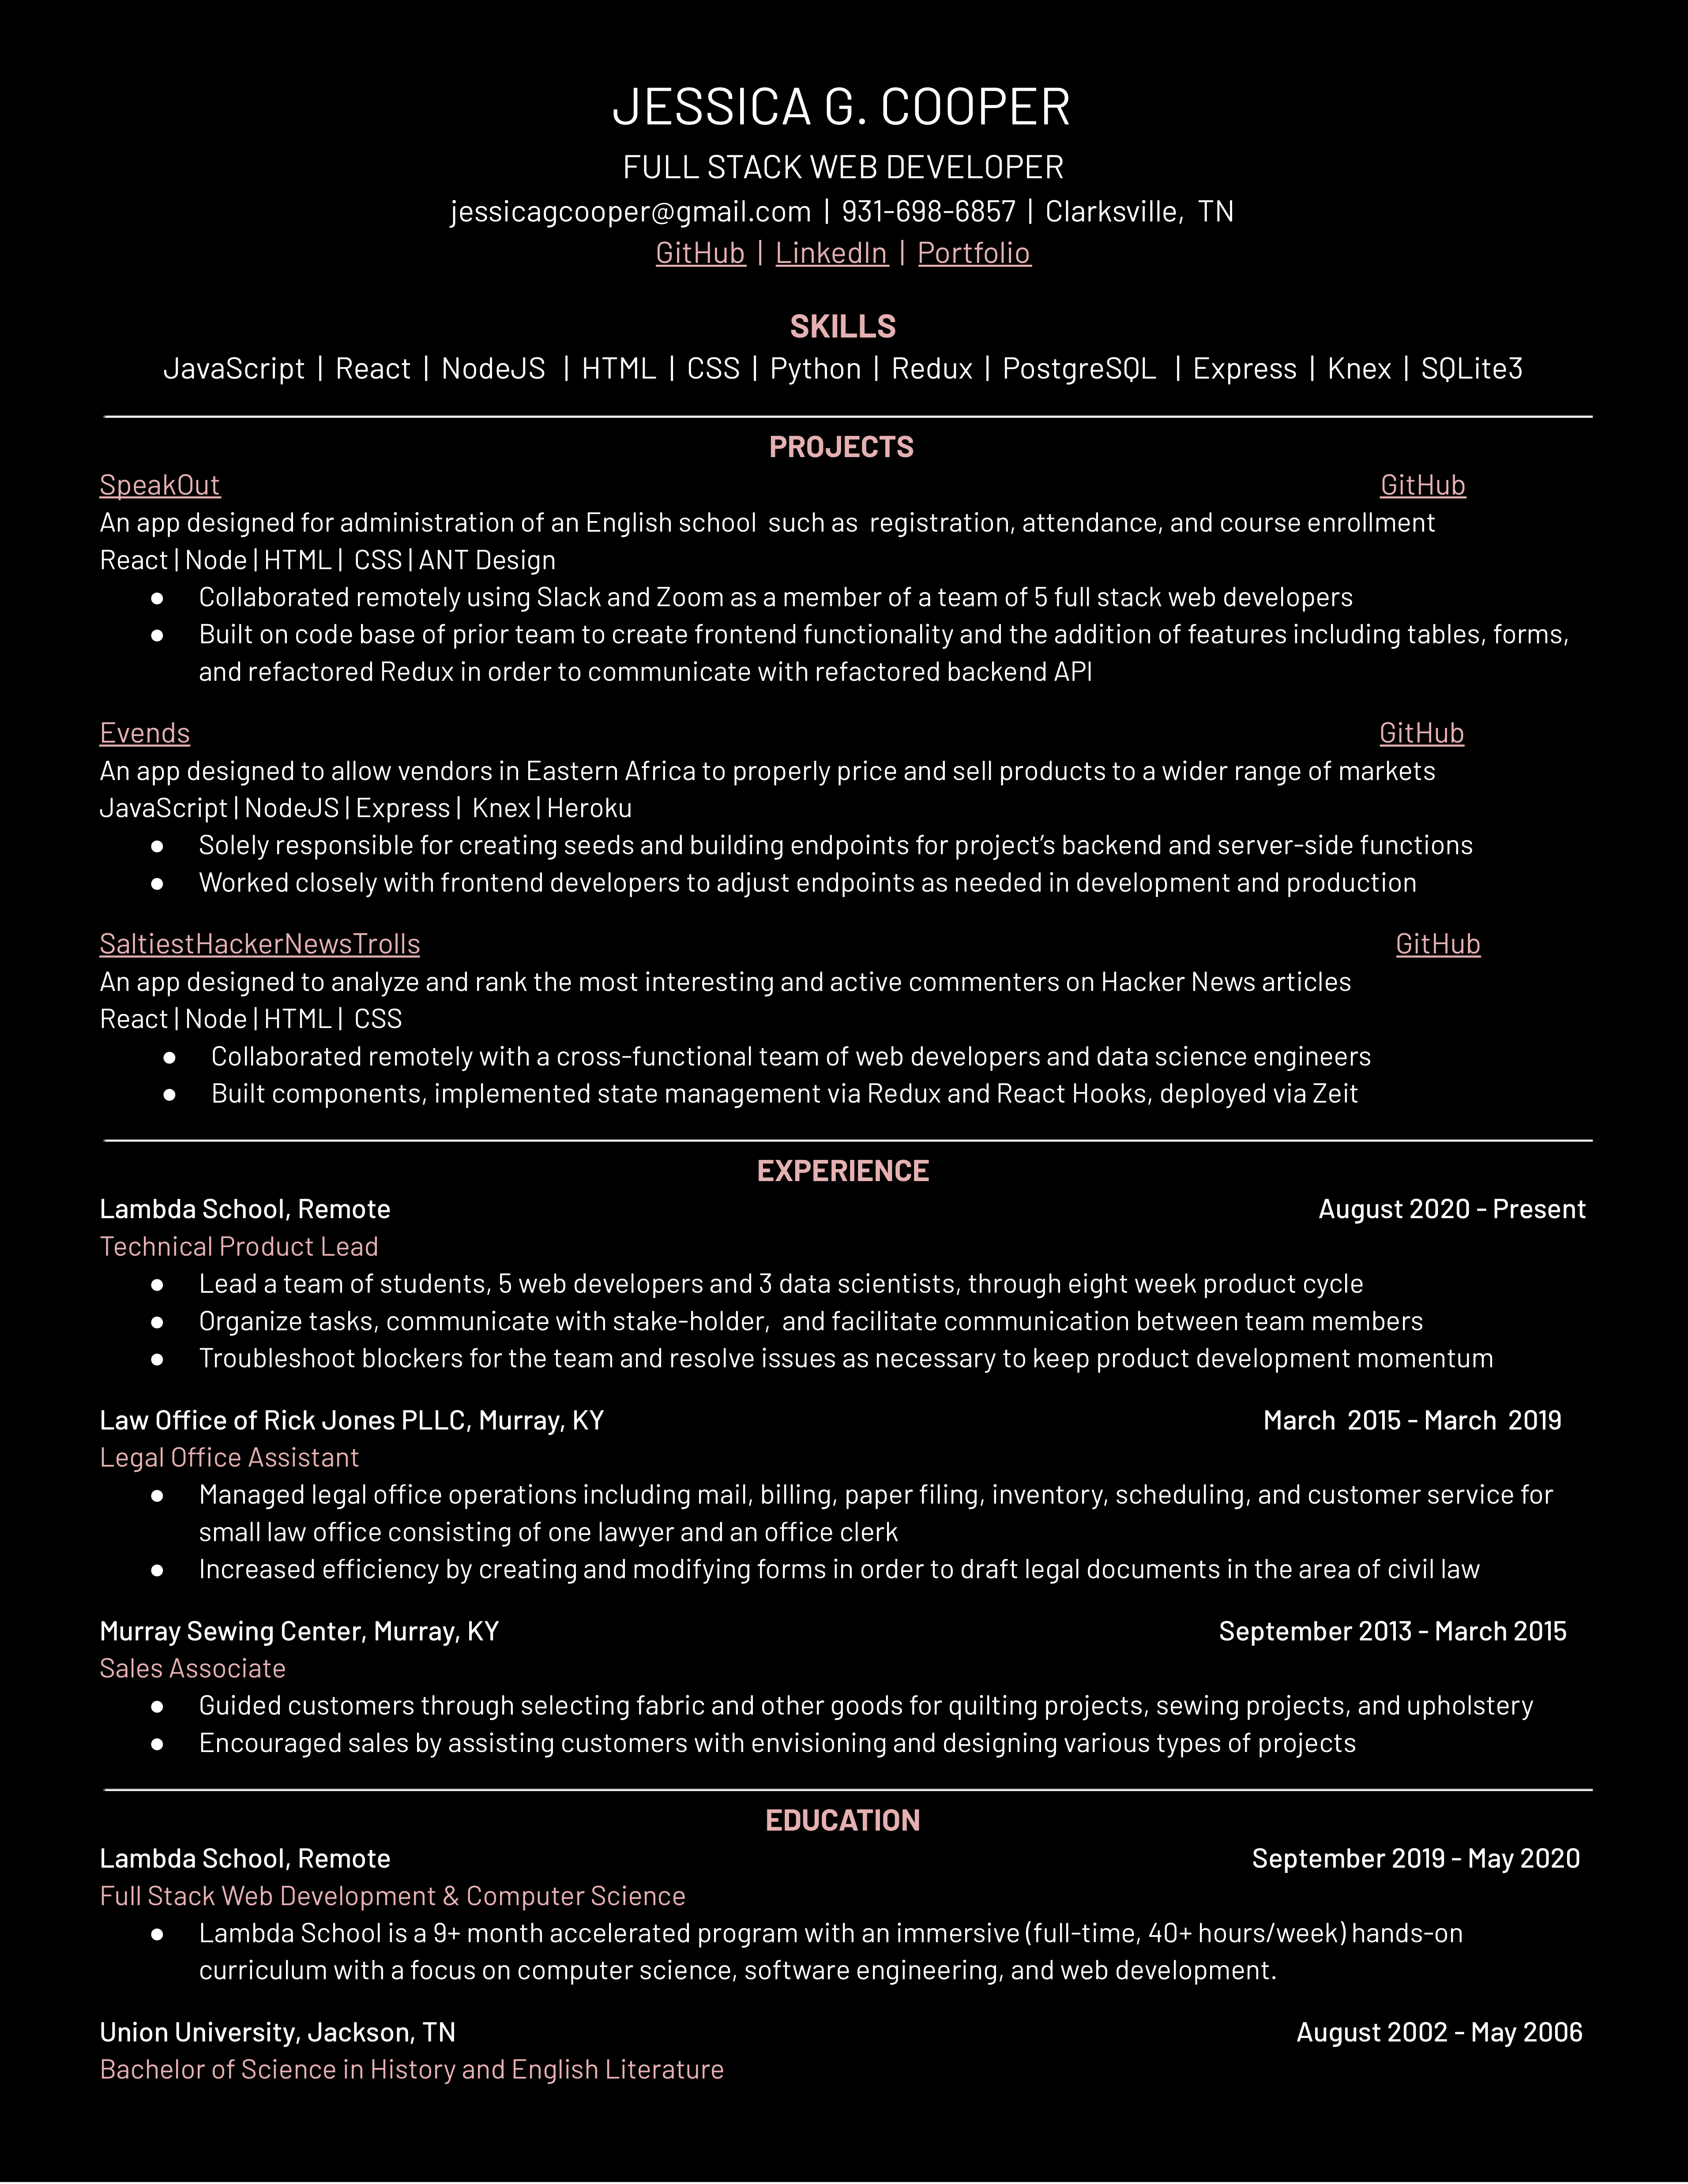 JESSICA G. COOPER
FULL STACK WEB DEVELOPER
jessicagcooper@gmail.com | 931-698-6857 | Clarksville, TN
GitHub | LinkedIn | Portfolio
SKILLS
JavaScript | React | NodeJS | HTML | CSS | Python | Redux | PostgreSQL | Express | Knex | SQLite3
PROJECTS
SpeakOut GitHub
An app designed for administration of an English school such as registration, attendance, and course enrollment
React | Node | HTML | CSS | ANT Design
● Collaborated remotely using Slack and Zoom as a member of a team of 5 full stack web developers
● Built on code base of prior team to create frontend functionality and the addition of features including tables, forms,
and refactored Redux in order to communicate with refactored backend API
Evends GitHub
An app designed to allow vendors in Eastern Africa to properly price and sell products to a wider range of markets
JavaScript | NodeJS | Express | Knex | Heroku
● Solely responsible for creating seeds and building endpoints for project’s backend and server-side functions
● Worked closely with frontend developers to adjust endpoints as needed in development and production
SaltiestHackerNewsTrolls GitHub
An app designed to analyze and rank the most interesting and active commenters on Hacker News articles
React | Node | HTML | CSS
● Collaborated remotely with a cross-functional team of web developers and data science engineers
● Built components, implemented state management via Redux and React Hooks, deployed via Zeit
EXPERIENCE
Lambda School, Remote August 2020 - Present
Technical Product Lead
● Lead a team of students, 5 web developers and 3 data scientists, through eight week product cycle
● Organize tasks, communicate with stake-holder, and facilitate communication between team members
● Troubleshoot blockers for the team and resolve issues as necessary to keep product development momentum
Law Office of Rick Jones PLLC, Murray, KY March 2015 - March 2019
Legal Office Assistant
● Managed legal office operations including mail, billing, paper filing, inventory, scheduling, and customer service for
small law office consisting of one lawyer and an office clerk
● Increased efficiency by creating and modifying forms in order to draft legal documents in the area of civil law
Murray Sewing Center, Murray, KY September 2013 - March 2015
Sales Associate
● Guided customers through selecting fabric and other goods for quilting projects, sewing projects, and upholstery
● Encouraged sales by assisting customers with envisioning and designing various types of projects
EDUCATION
Lambda School, Remote September 2019 - May 2020
Full Stack Web Development & Computer Science
● Lambda School is a 9+ month accelerated program with an immersive (full-time, 40+ hours/week) hands-on
curriculum with a focus on computer science, software engineering, and web development.
Union University, Jackson, TN August 2002 - May 2006
Bachelor of Science in History and English Literature